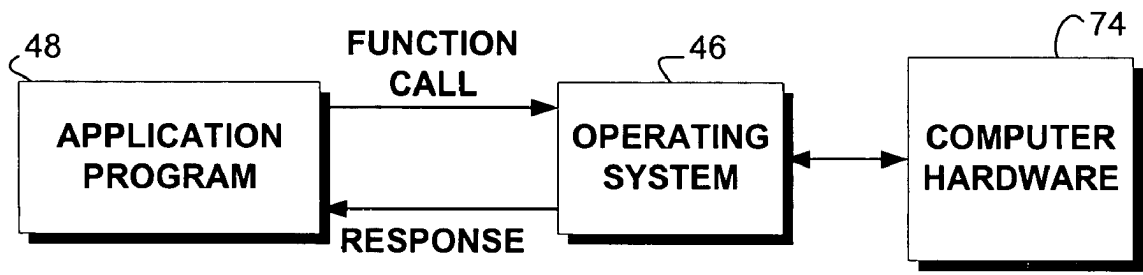 48
FUNCTION
CALL
46
74
APPLICATION
PROGRAM
OPERATING
SYSTEM
COMPUTER
HARDWARE
RESPONSE